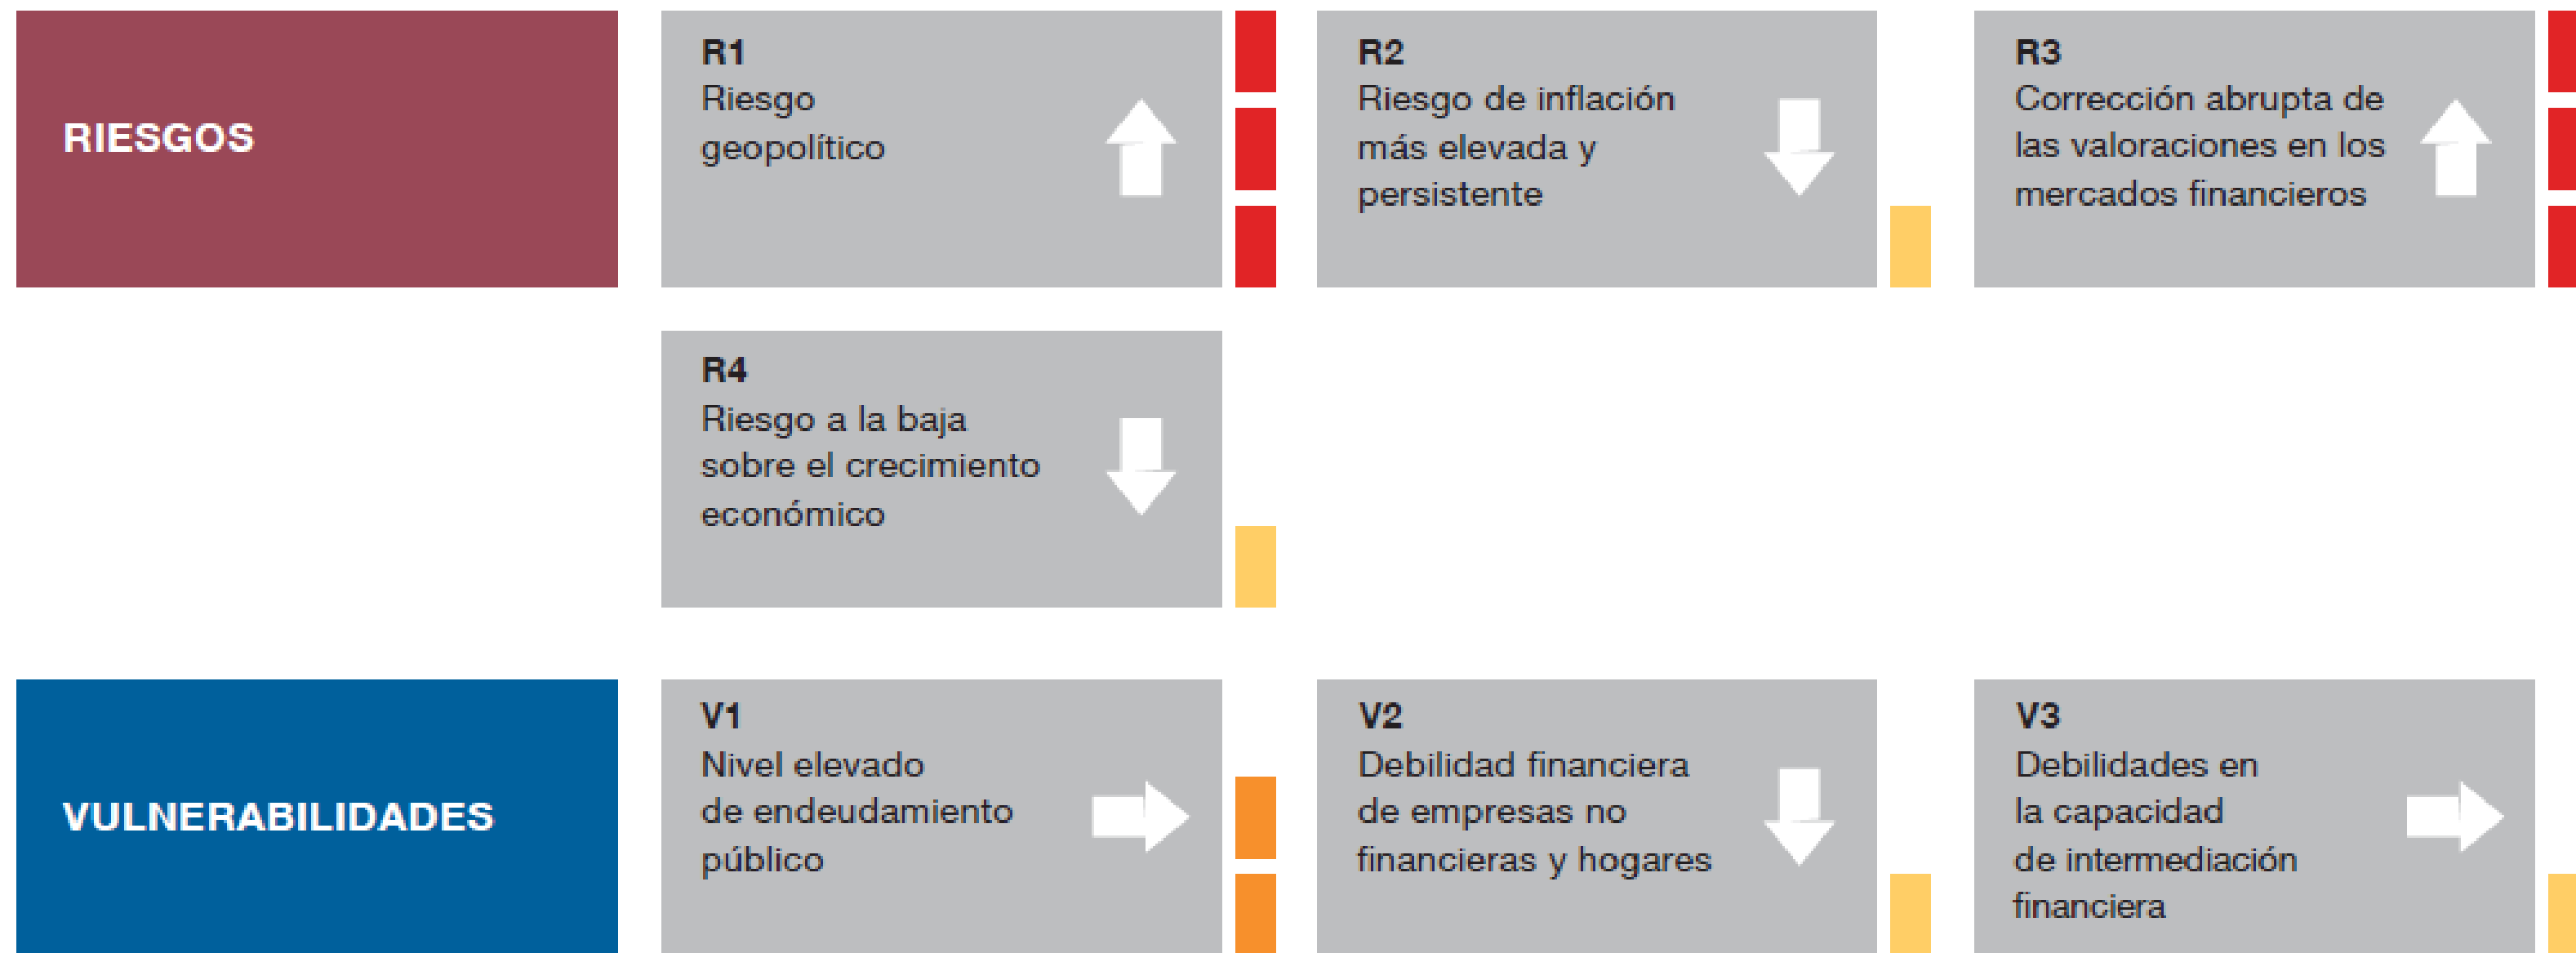 RIESGOS
R1
Riesgo
geopolítico
R2
Riesgo de inflación
más elevada y
persistente
R3
Corrección abrupta de
las valoraciones en los
mercados financieros
R4
Riesgo a la baja
sobre el crecimiento
económico
VULNERABILIDADES
V1
Nivel elevado
de endeudamiento
público
V2
Debilidad financiera
de empresas no
financieras y hogares
V3
Debilidades en
la capacidad
de intermediación
financiera